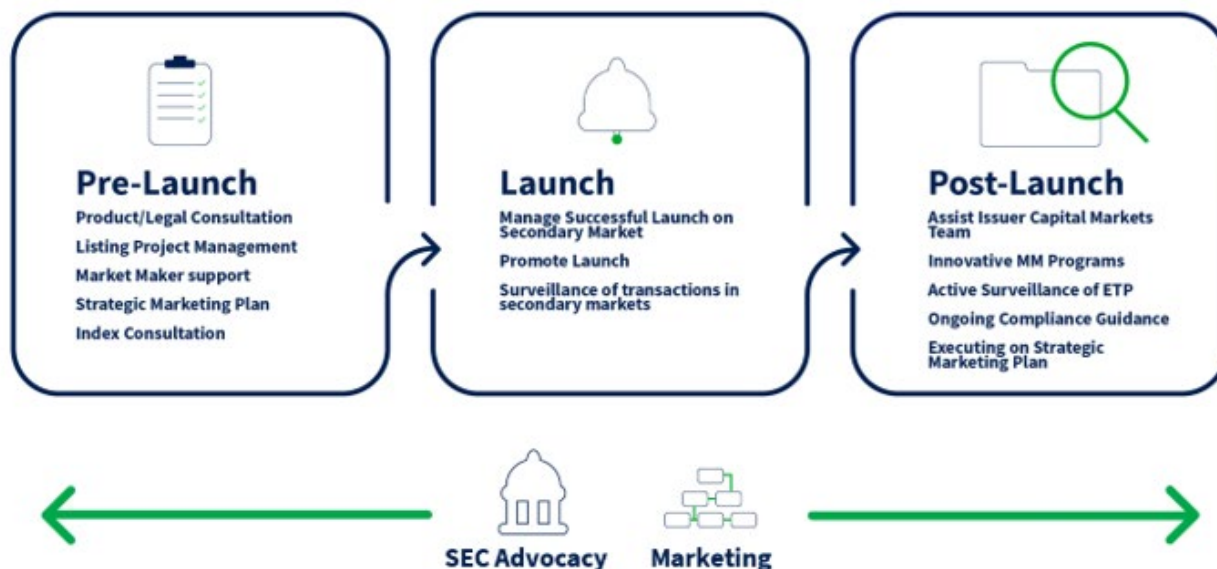 Pre-Launch
Product/Legal Consultation
Listing Project Management
Market Maker support
Strategic Marketing Plan
Index Consultation
Launch
Manage Successful Launch on
Secondary Market
Promote Launch
Surveillance of transactions in
secondary markets
Post-Launch
Assist Issuer Capital Markets
Team
Innovative MM Programs
Active Surveillance of ETP
Ongoing Compliance Guidance
Executing on Strategic
Marketing Plan
SEC Advocacy
Marketing